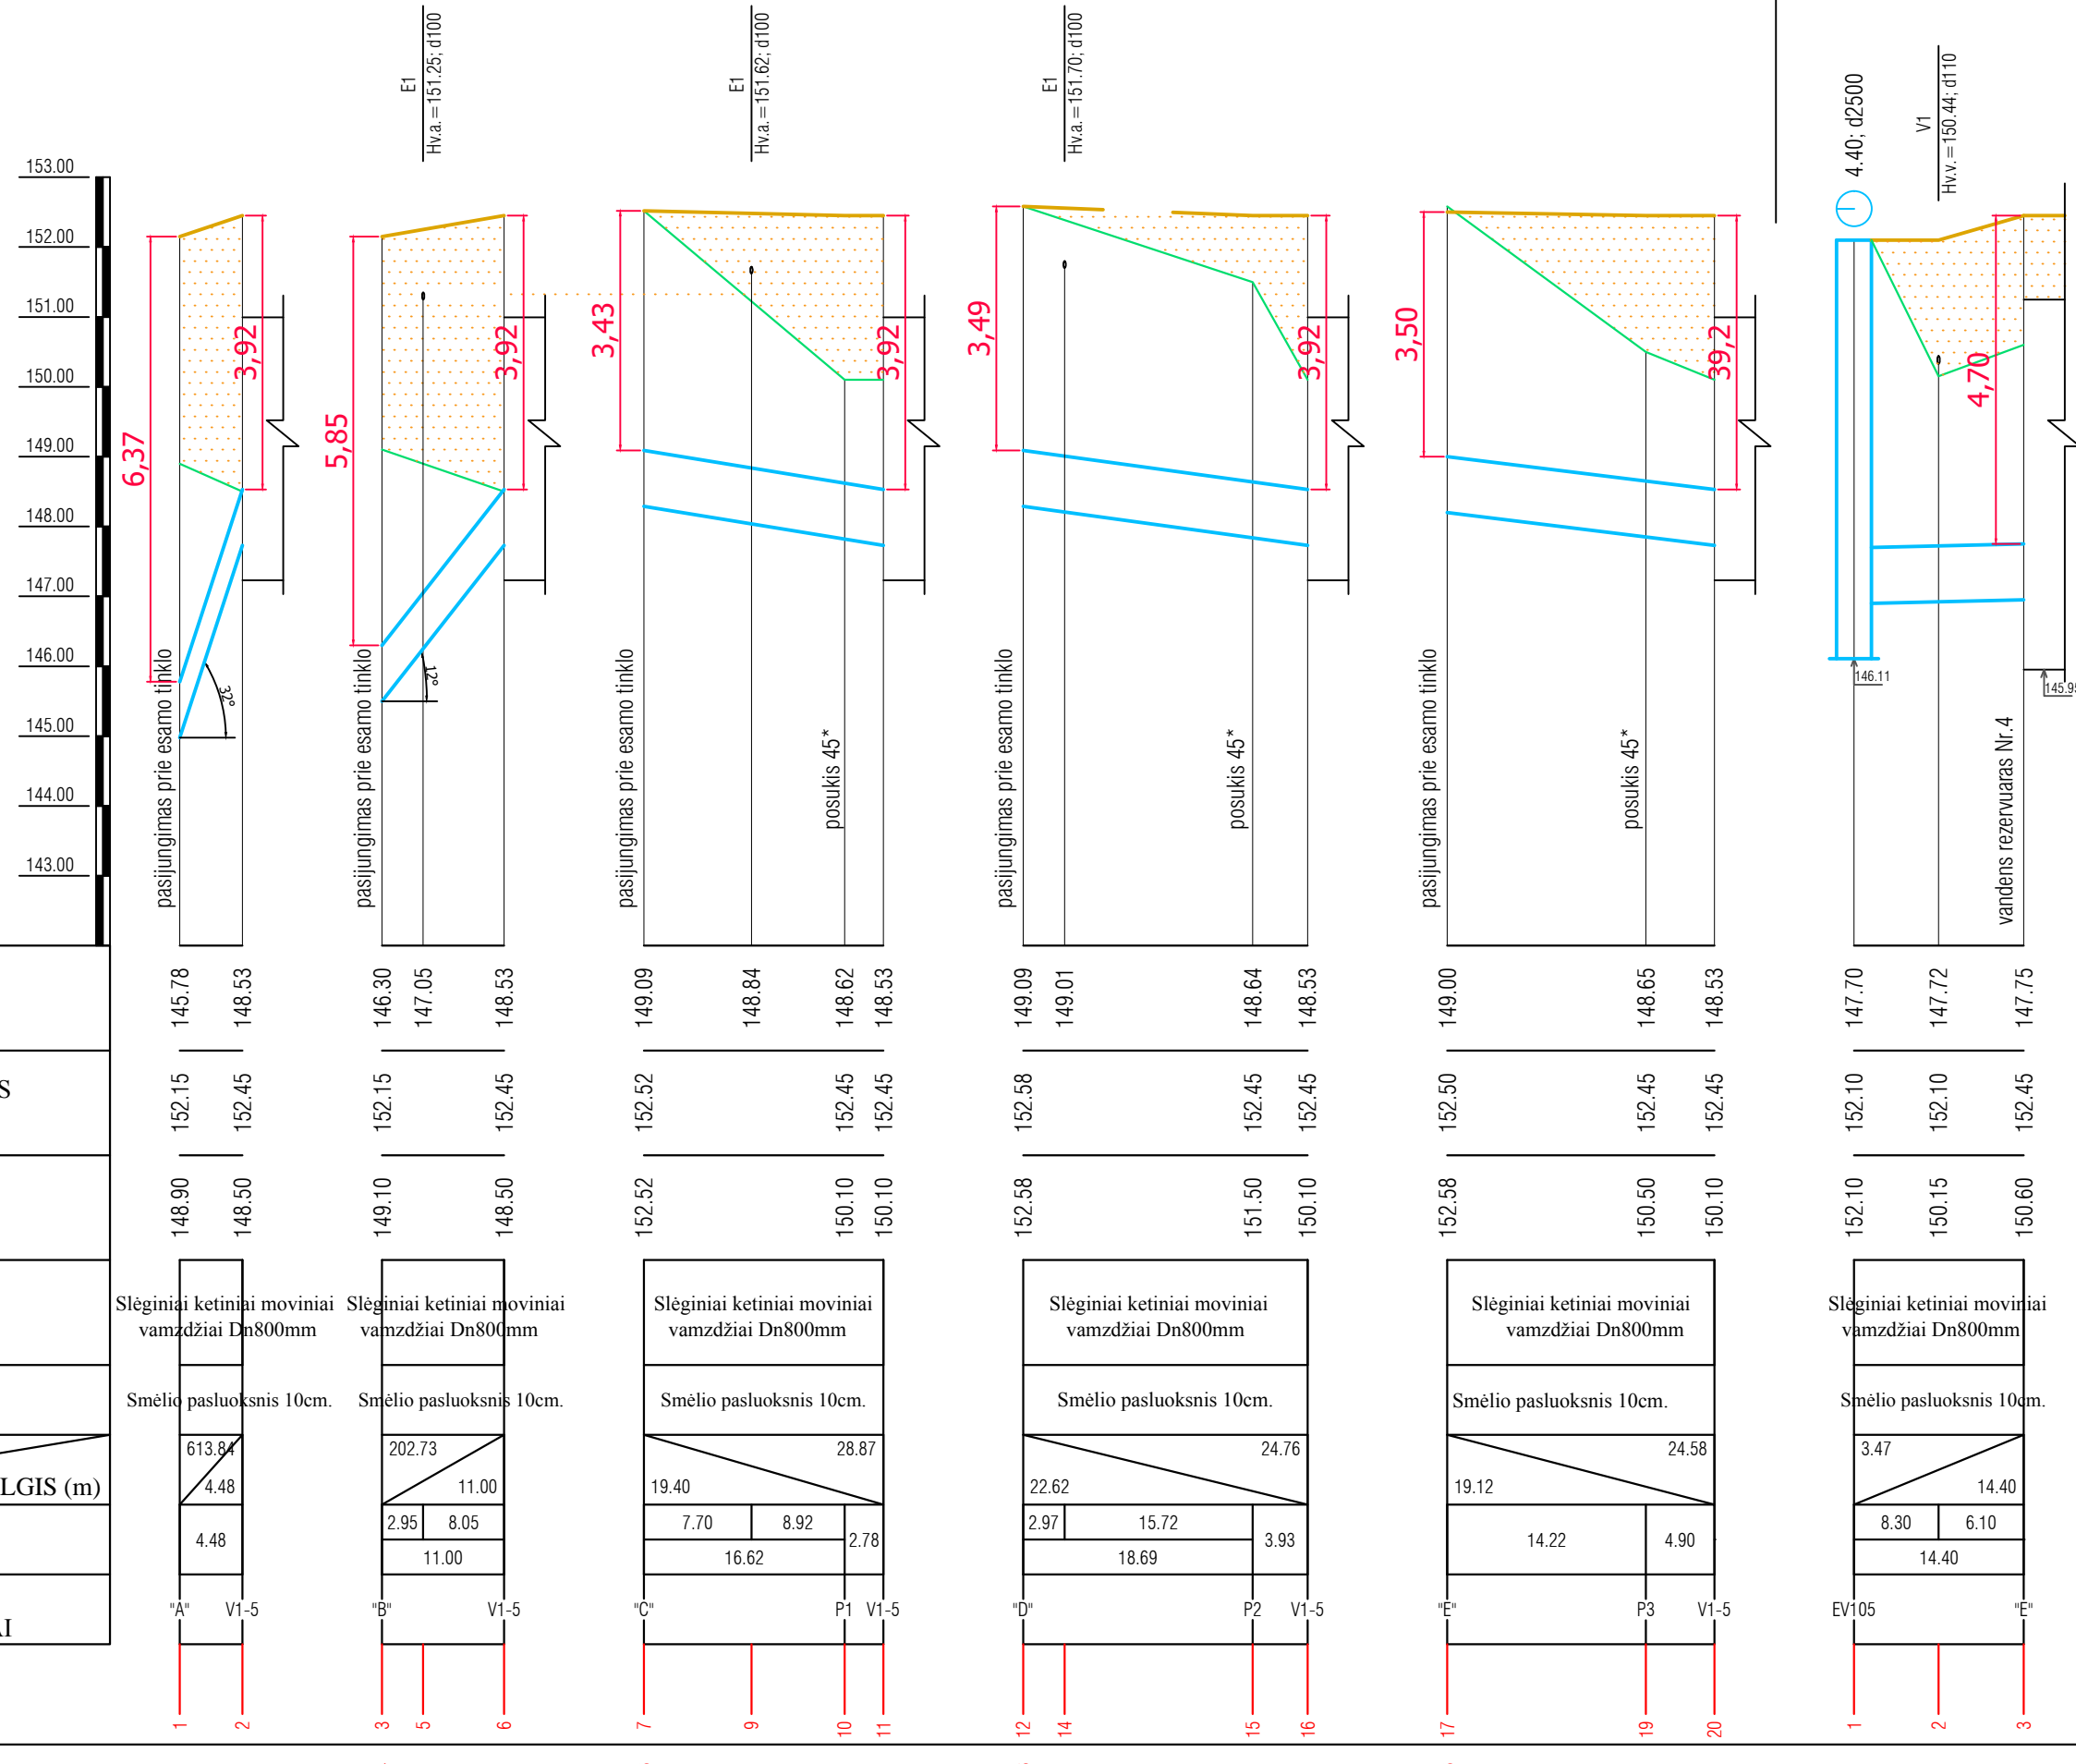 E1
Hv.a.=151.25; d100
E1
Hv.a.=151.62; d100
E1
Hv.a.=151.70; d100
4.40; d2500
V1
Hv.v.=150.44; d110
153.00
152.00
151.00
150.00
149.00
148.00
147.00
146.00
145.00
144.00
143.00
6,37
3,92
5,85
3,92
3,43
3,92
3,49
3,92
3,50
39,2
4,70
32°
12°
146.11
145.95
pasijungimas prie esamo tinklo
pasijungimas prie esamo tinklo
pasijungimas prie esamo tinklo
posukis 45*
pasijungimas prie esamo tinklo
posukis 45*
pasijungimas prie esamo tinklo
posukis 45*
vandens rezervuaras Nr.4
145.78 148.53 146.30 147.05 148.53 149.09 148.84 148.62 148.53 149.09 149.01 148.64 148.53 149.00 148.65 148.53 147.70 147.72 147.75
S 152.15 152.45 152.15 152.45 152.52 152.45 152.45 152.58 152.45 152.45 152.50 152.45 152.45 152.10 152.10 152.45
148.90 148.50 149.10 148.50 152.52 150.10 150.10 152.58 151.50 150.10 152.58 150.50 150.10 152.10 150.15 150.60
Slėginiai ketiniai moviniai Slėginiai ketiniai moviniai Slėginiai ketiniai moviniai Slėginiai ketiniai moviniai Slėginiai ketiniai moviniai Slėginiai ketiniai moviniai
vamzdžiai Dn800mm vamzdžiai Dn800mm vamzdžiai Dn800mm vamzdžiai Dn800mm vamzdžiai Dn800mm vamzdžiai Dn800mm
Smėlio pasluoksnis 10cm. Smėlio pasluoksnis 10cm. Smėlio pasluoksnis 10cm. Smėlio pasluoksnis 10cm. Smėlio pasluoksnis 10cm. Smėlio pasluoksnis 10cm.
613.84 202.73 28.87 24.76 24.58 3.47
LGIS (m) 4.48 11.00 19.40 22.62 19.12 14.40
2.95 8.05 7.70 8.92 2.97 15.72 8.30 6.10
4.48 2.78 3.93 14.22 4.90
11.00 16.62 18.69 14.40
"A" V1-5 "B" V1-5 "C" P1 V1-5 "D" P2 V1-5 "E" P3 V1-5 EV105 "E"
AI
1 2 3 5 6 7 9 10 11 12 14 15 16 17 19 20 1 2 3